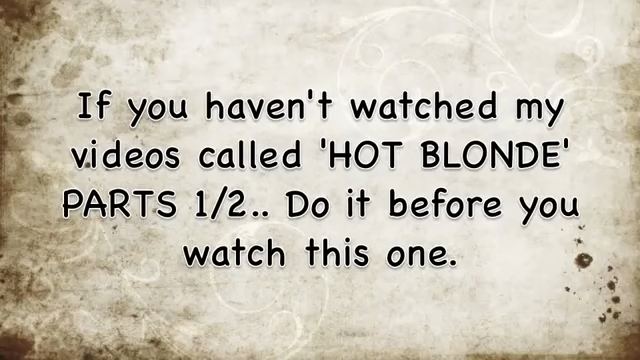 If you haven't watched my
videos called 'HOT BLONDE'
PARTS 1/2.. Do it before you
watch this one.